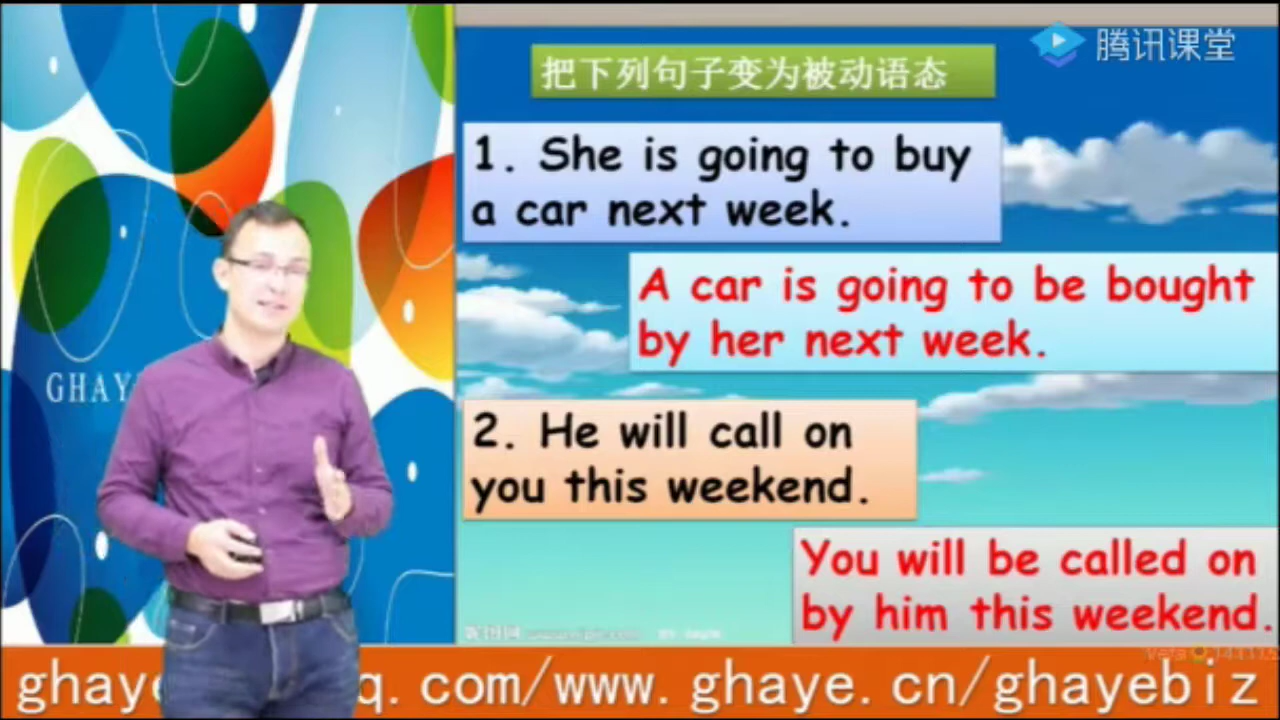 腾讯课堂
把下列句子变为被动语态
1. She is going to buy
a car next week.
A car is going to be bought
by her next week.
2. He will call on
you this weekend.
You will be called on
by him this weekend.
GHAY
ghaye q. com/www. ghaye. cn/ghayebiz